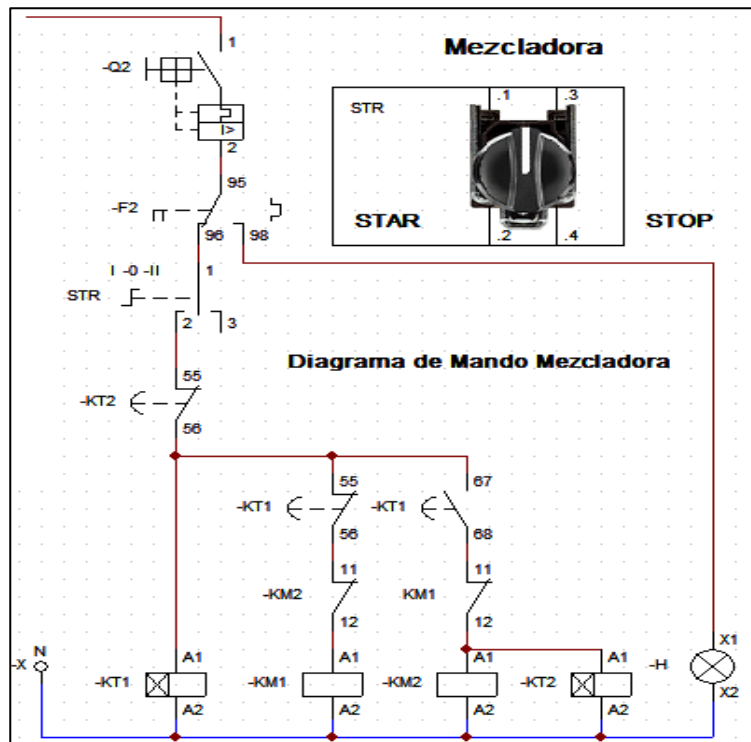 Mezcladora
1
-Q2
I>
2
STR
.1
.3
STAR
STOP
.2
.4
95
-F2
96
98
I -0 -II
1
STR
2
3
Diagrama de Mando Mezcladora
55
-KT2
56
55
-KT1
56
67
-KT1
68
11
-KM2
12
11
KM1
12
-X
N
A1
-KT1
A2
A1
-KM1
A2
A1
-KM2
A2
A1
-KT2
A2
-H
X1
X2